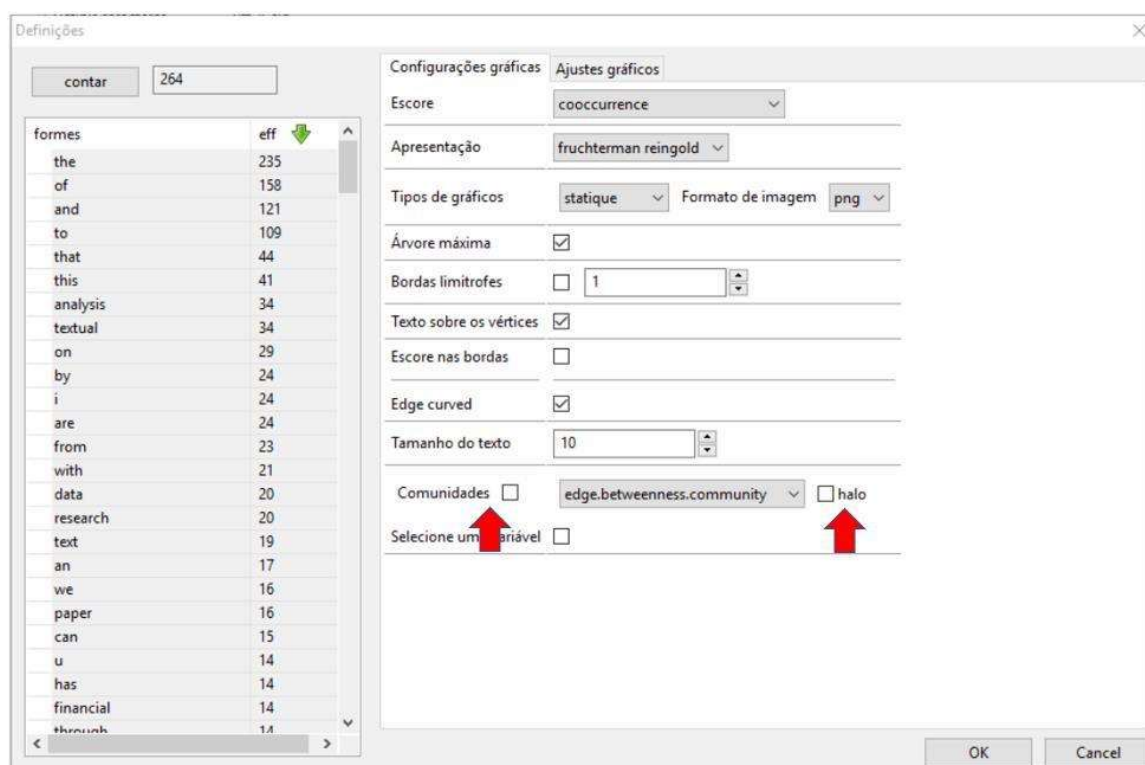 Definições
contar 264
formes eff
the 235
of 158
and 121
to 109
that 44
this 41
analysis 34
textual 34
on 29
by 24
i 24
are 24
from 23
with 21
data 20
research 20
text 19
an 17
we 16
paper 16
can 15
u 14
has 14
financial 14
through 14
Configurações gráficas Ajustes gráficos
Escore cooccurrence
Apresentação fruchterman reingold
Tipos de gráficos statique Formato de imagem png
Árvore máxima
Bordas limítrofes 1
Texto sobre os vértices
Escore nas bordas
Edge curved
Tamanho do texto 10
Comunidades edge.betweenness.community halo
Selecione um ariável
OK Cancel